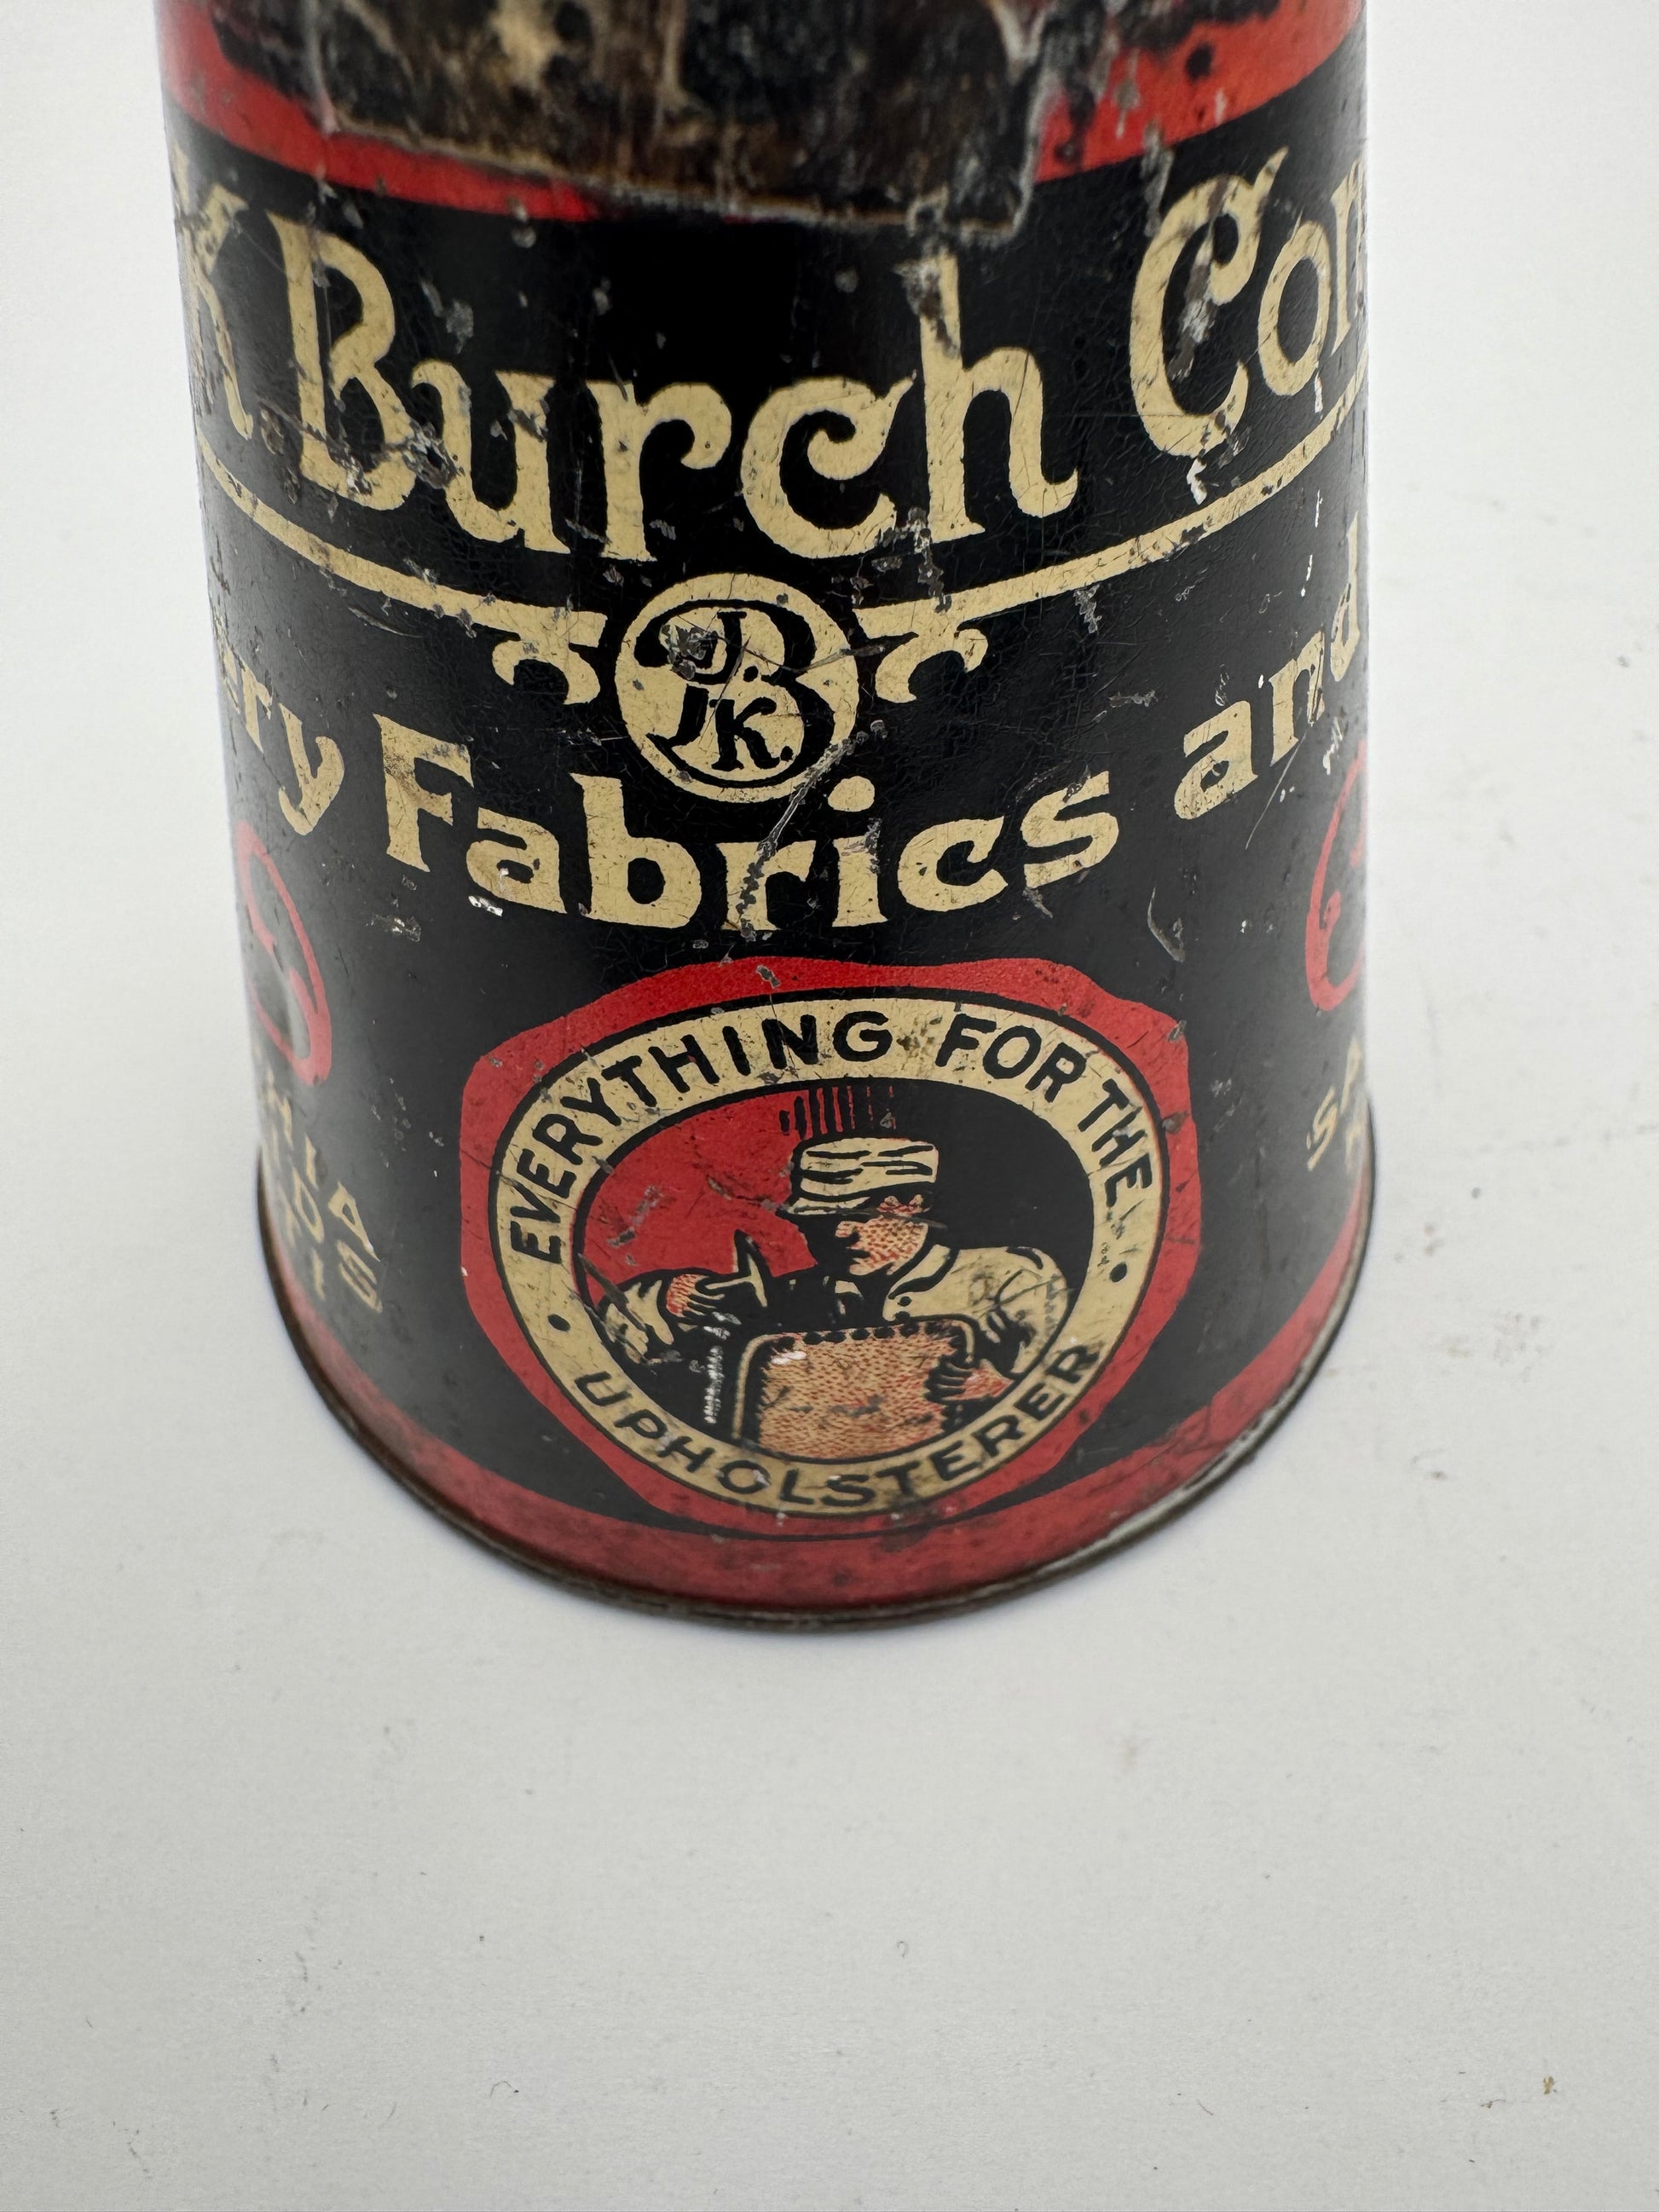 K. Burch Com
J.K.B
ery Fabrics and
EVERYTHING FOR THE
UPHOLSTERER